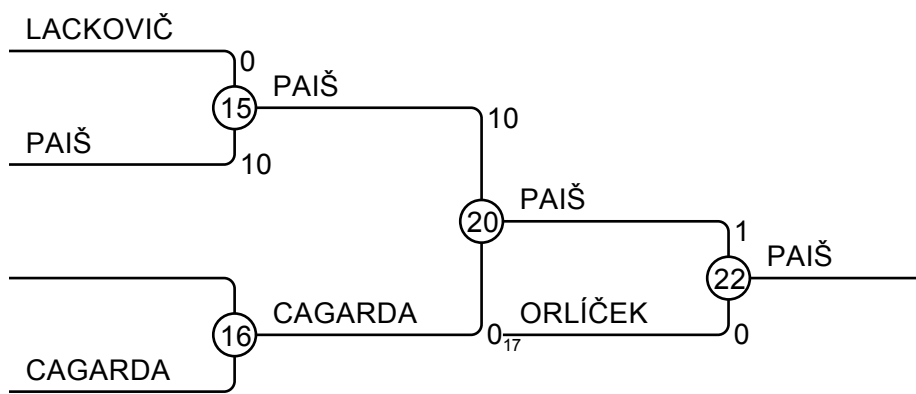 LACKOVIČ
0
15
PAIŠ
10
PAIŠ
10
20
PAIŠ
1
22
PAIŠ
16
CAGARDA
0
17
ORLÍČEK
0
CAGARDA